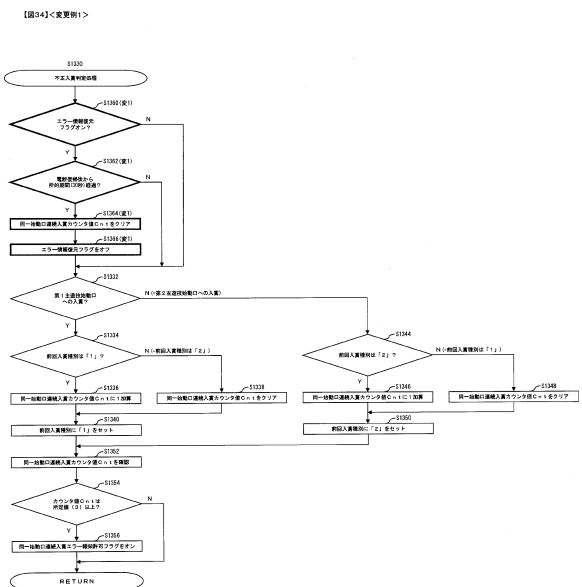 【図34】<変更例1>
S1330
不正入賞判定処理
S1360(変1)
エラー情報復元
フラグオン？
N
Y
S1362(変1)
電断復帰後から
所的期間(30秒)経過？
N
Y
S1364(変1)
同一始動口連続入賞カウンタ値Cntをクリア
S1366(変1)
エラー情報復元フラグをオフ
S1332
第1主遊技始動口
への入賞？
N(=第2主遊技始動口への入賞)
Y
S1334
前回入賞種別は「1」？
N(=前回入賞種別は「2」)
Y
S1336
同一始動口連続入賞カウンタ値Cntに1加算
S1338
同一始動口連続入賞カウンタ値Cntをクリア
S1340
前回入賞種別に「1」をセット
S1344
前回入賞種別は「2」？
N(=前回入賞種別は「1」)
Y
S1346
同一始動口連続入賞カウンタ値Cntに1加算
S1348
同一始動口連続入賞カウンタ値Cntをクリア
S1350
前回入賞種別に「2」をセット
S1352
同一始動口連続入賞カウンタ値Cntを確認
S1354
カウンタ値Cntは
所定値(3)以上？
N
Y
S1356
同一始動口連続入賞エラー報知許可フラグをオン
RETURN